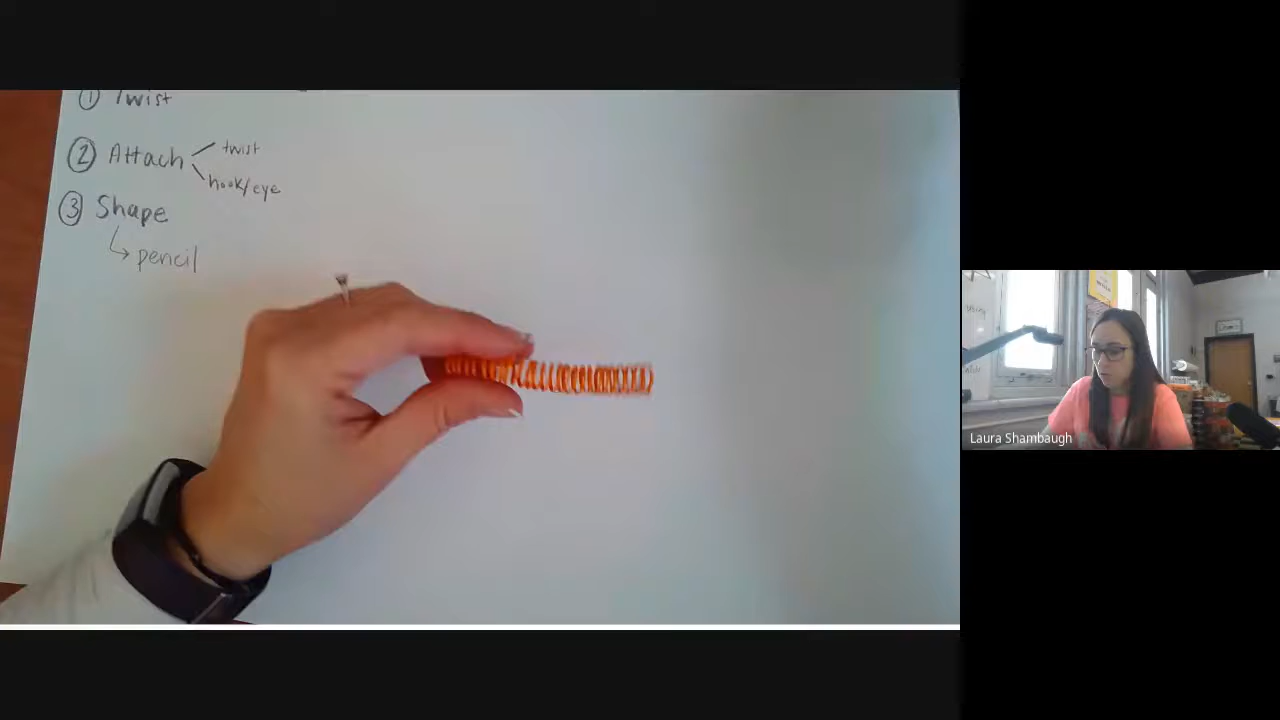 ① Twist
② Attach
twist
hook/eye
③ Shape
↳ pencil
Laura Shambaugh